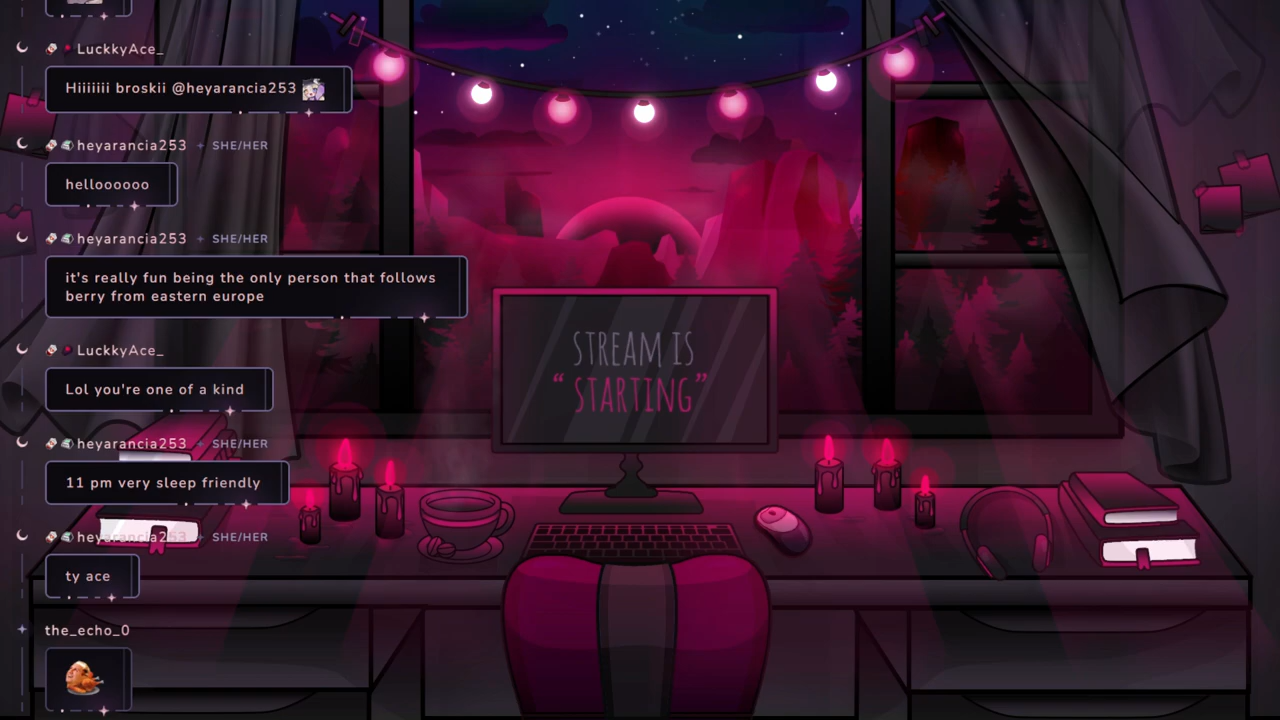 LuckkyAce_
Hiiiiiii broskii @heyarancia253
heyarancia253 SHE/HER
helloooooo
heyarancia253 SHE/HER
it's really fun being the only person that follows
berry from eastern europe
LuckkyAce_
Lol you're one of a kind
heyarancia253 SHE/HER
11 pm very sleep friendly
heyarancia253 SHE/HER
ty ace
the_echo_0
STREAM IS
“ STARTING”